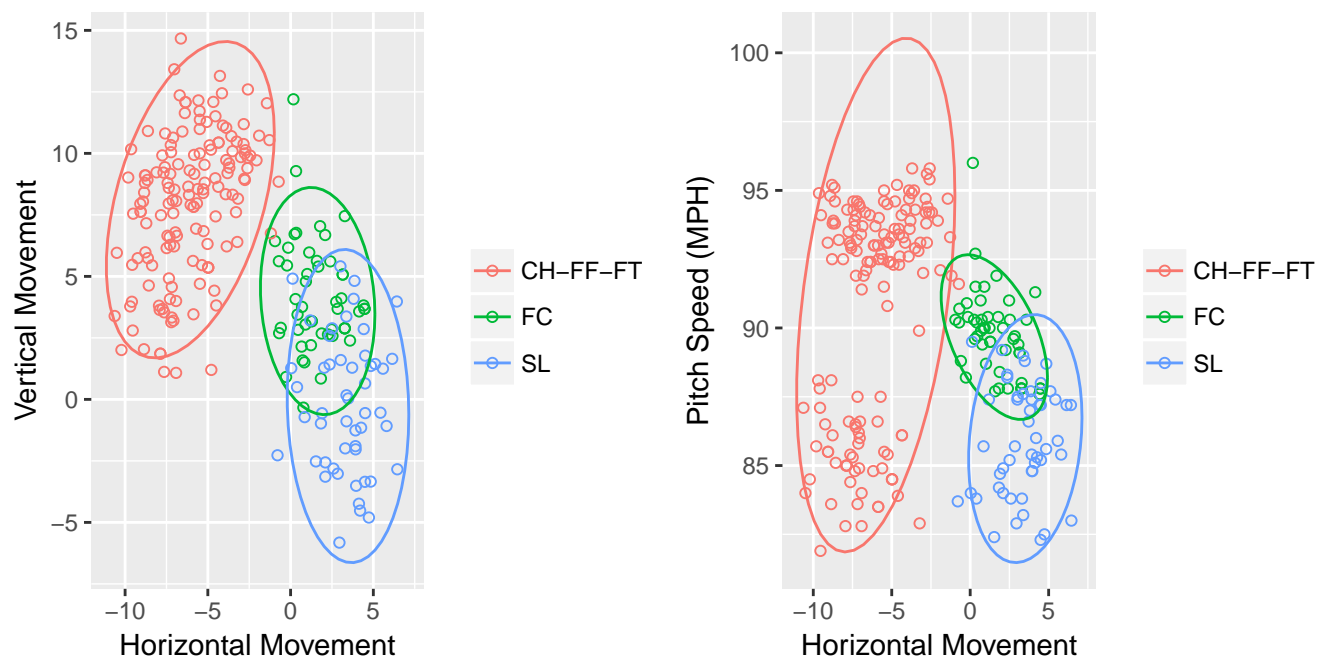 15
10
5
0
−5
−10
−5
0
5
Vertical Movement
Horizontal Movement
CH−FF−FT
FC
SL
100
95
90
85
−10
−5
0
5
Pitch Speed (MPH)
Horizontal Movement
CH−FF−FT
FC
SL